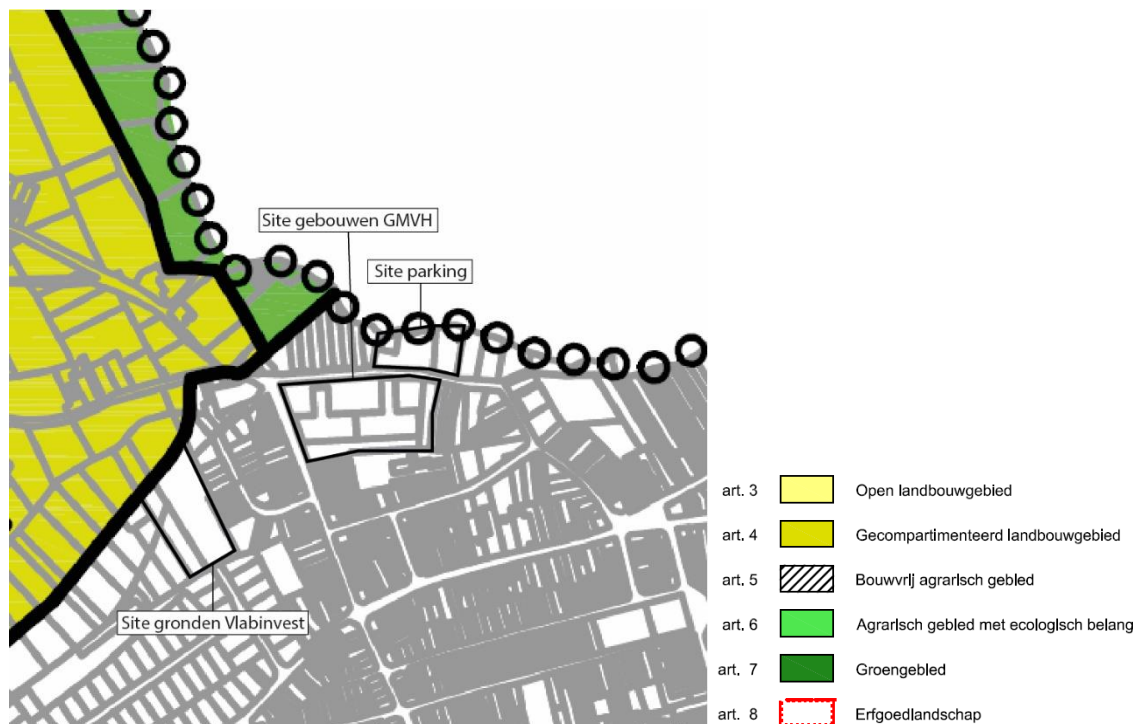 Site gebouwen GMVH
Site parking
Site gronden Vlabinvest
art. 3 Open landbouwgebied
art. 4 Gecompartimenteerd landbouwgebied
art. 5 Bouwvrij agrarisch gebied
art. 6 Agrarisch gebied met ecologisch belang
art. 7 Groengebied
art. 8 Erfgoedlandschap